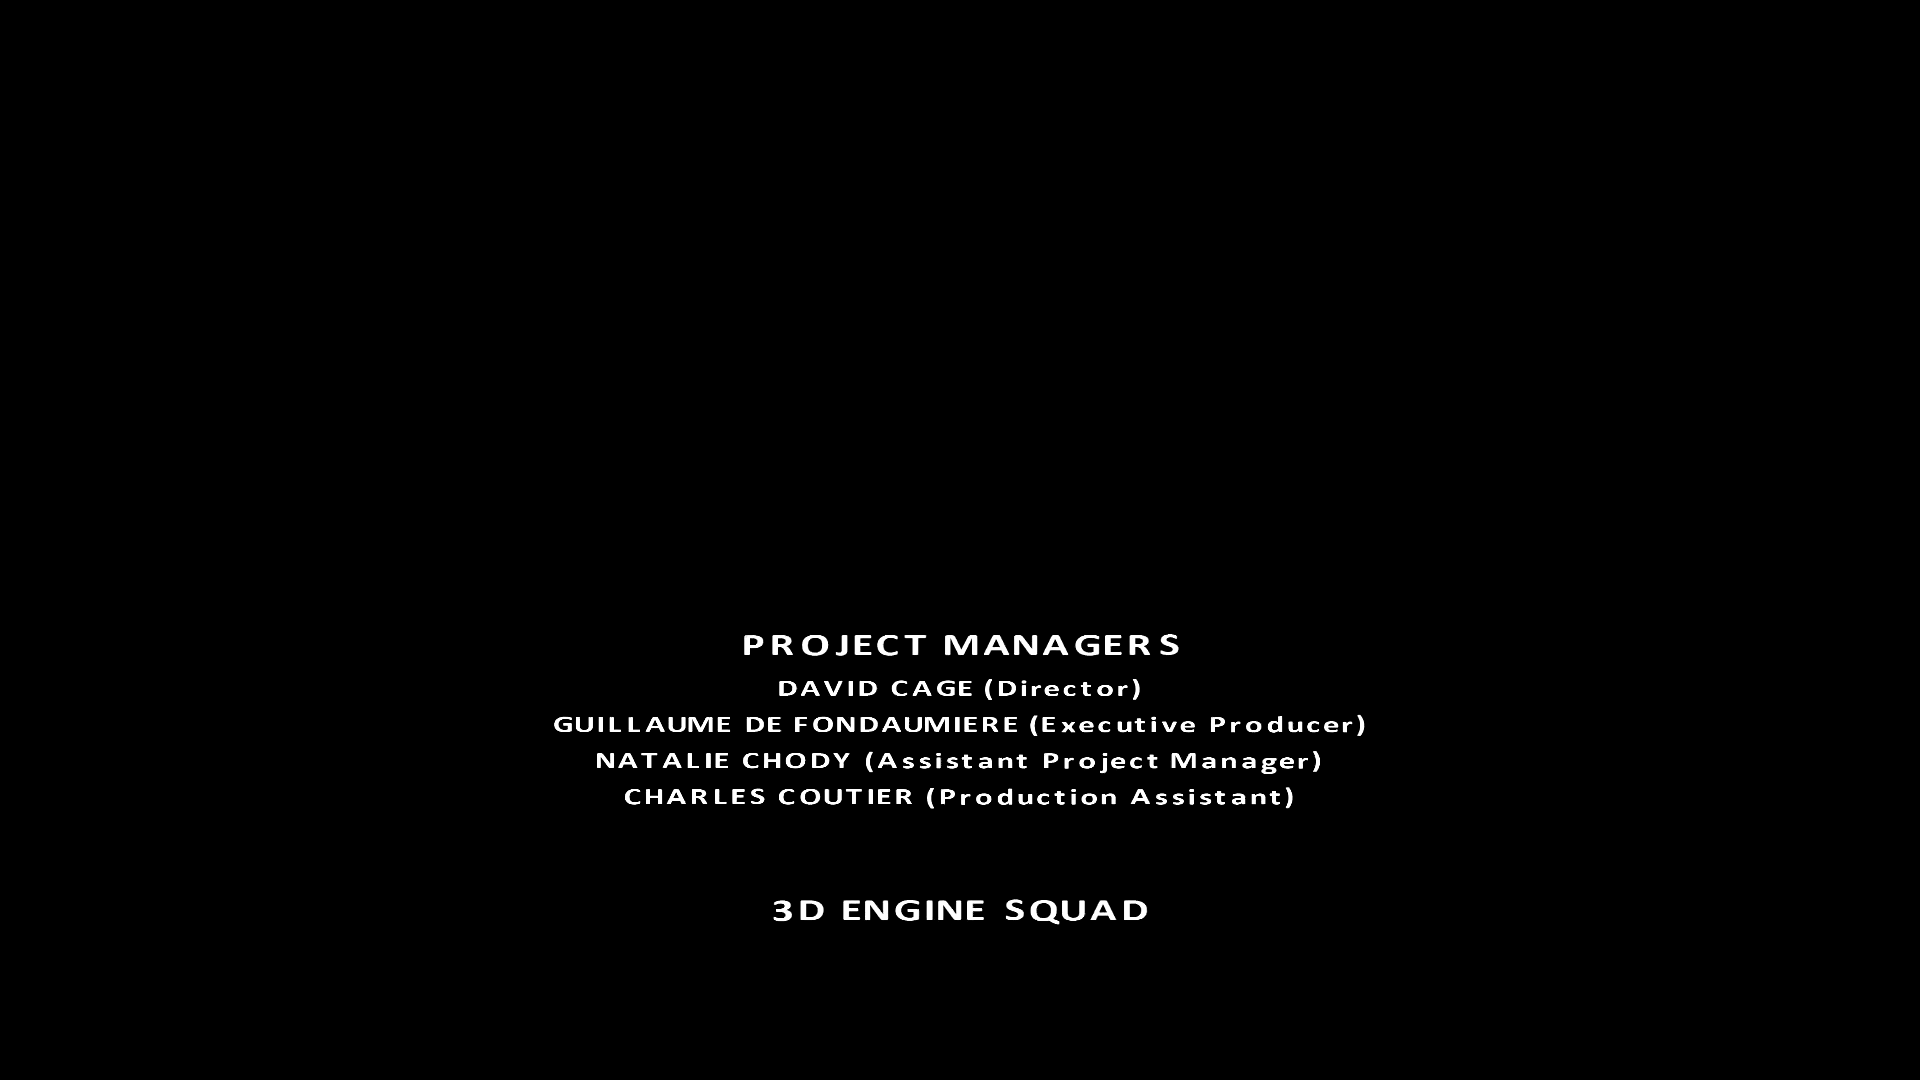 PROJECT MANAGERS
DAVID CAGE (Director)
GUILLAUME DE FONDAUMIERE (Executive Producer)
NATALIE CHODY (Assistant Project Manager)
CHARLES COUTIER (Production Assistant)
3D ENGINE SQUAD